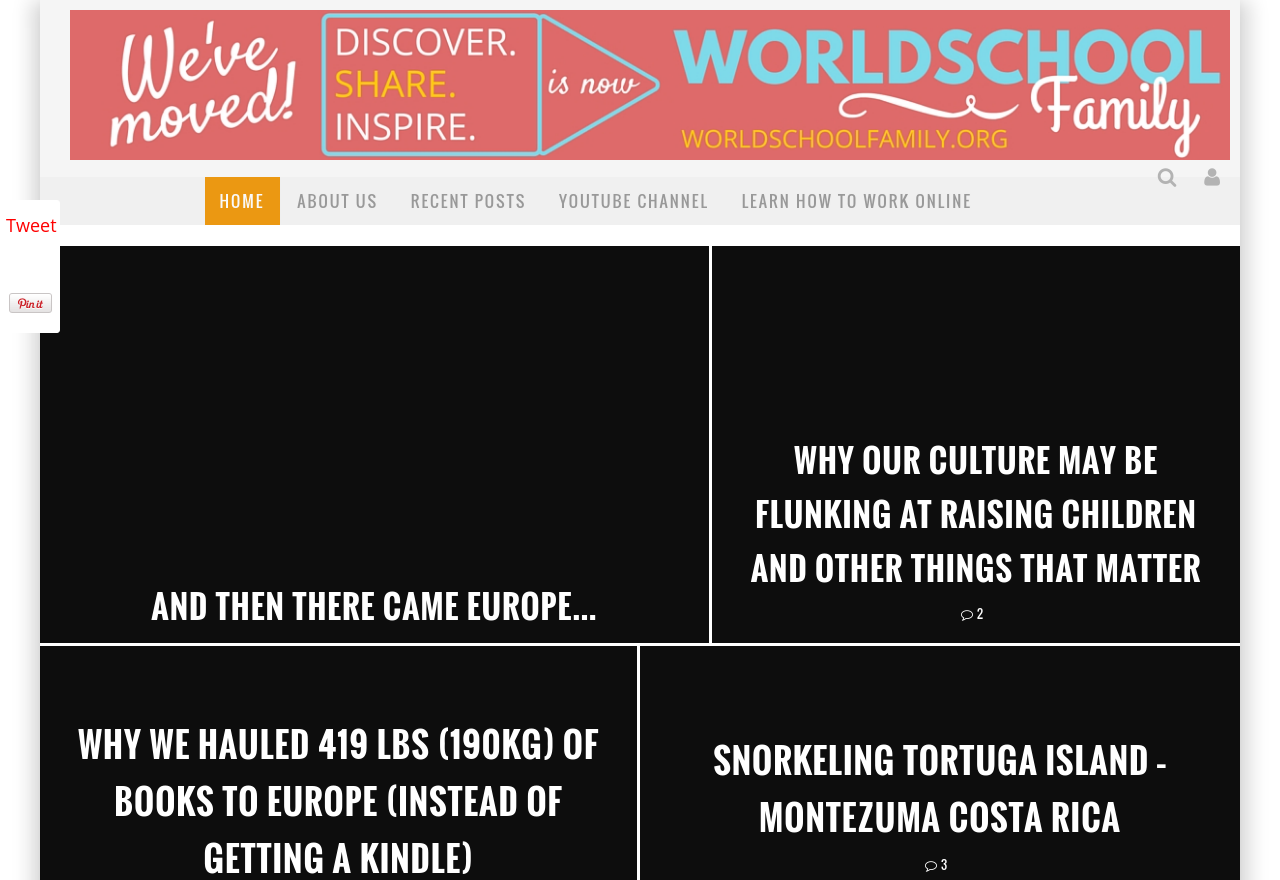 We've moved!
DISCOVER.
SHARE.
INSPIRE.
is now
WORLDSCHOOL
Family
WORLDSCHOOLFAMILY.ORG
HOME ABOUT US RECENT POSTS YOUTUBE CHANNEL LEARN HOW TO WORK ONLINE
Tweet
Pin it
AND THEN THERE CAME EUROPE...
WHY OUR CULTURE MAY BE
FLUNKING AT RAISING CHILDREN
AND OTHER THINGS THAT MATTER
2
WHY WE HAULED 419 LBS (190KG) OF
BOOKS TO EUROPE (INSTEAD OF
GETTING A KINDLE)
SNORKELING TORTUGA ISLAND –
MONTEZUMA COSTA RICA
3